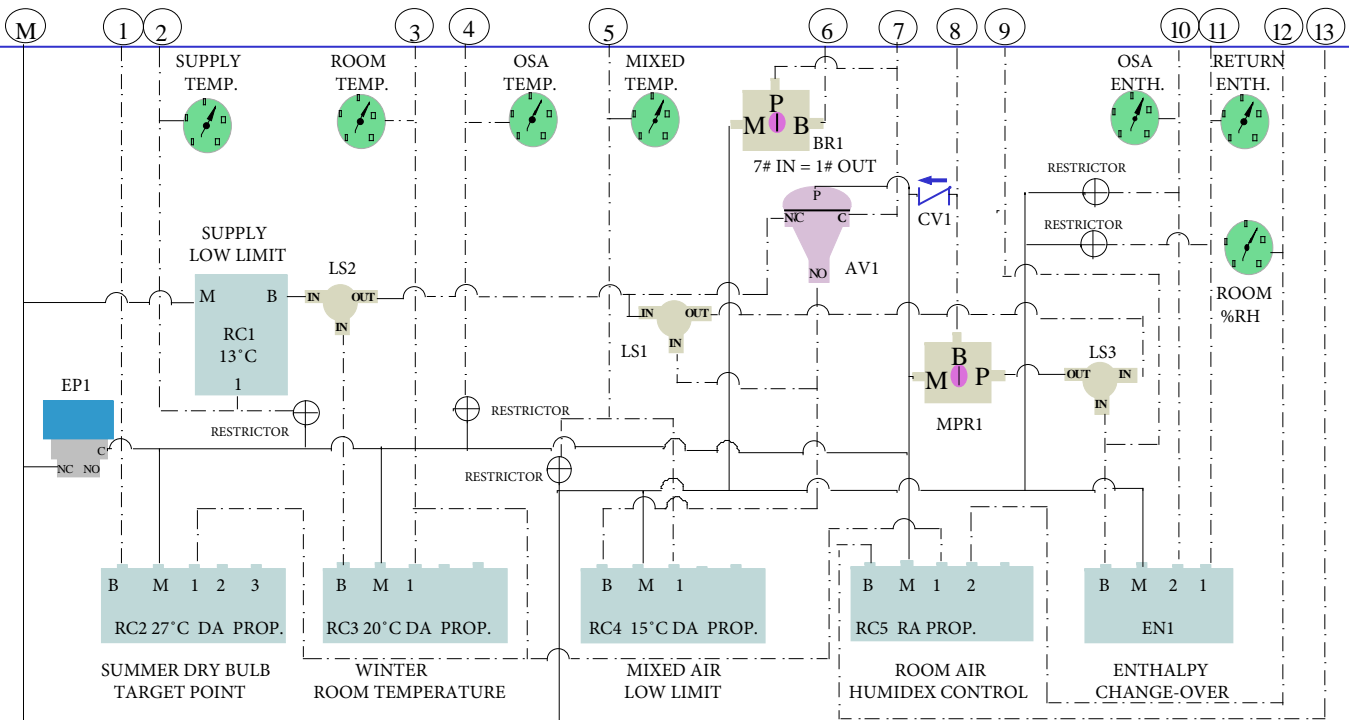 M 1 2 3 4 5 6 7 8 9 10 11 12 13
SUPPLY
TEMP.
ROOM
TEMP.
OSA
TEMP.
MIXED
TEMP.
OSA
ENTH.
RETURN
ENTH.
P
M B
BR1
7# IN = 1# OUT
P
NC C
NO
AV1
CV1
RESTRICTOR
RESTRICTOR
ROOM
%RH
SUPPLY
LOW LIMIT
M B
RC1
13˚C
1
LS2
IN OUT
IN
IN OUT
LS1
IN
B
M P
MPR1
LS3
OUT IN
IN
EP1
C
NC NO
RESTRICTOR
RESTRICTOR
RESTRICTOR
B M 1 2 3
RC2 27˚C DA PROP.
SUMMER DRY BULB
TARGET POINT
B M 1
RC3 20˚C DA PROP.
WINTER
ROOM TEMPERATURE
B M 1
RC4 15˚C DA PROP.
MIXED AIR
LOW LIMIT
B M 1 2
RC5 RA PROP.
ROOM AIR
HUMIDEX CONTROL
B M 2 1
EN1
ENTHALPY
CHANGE-OVER